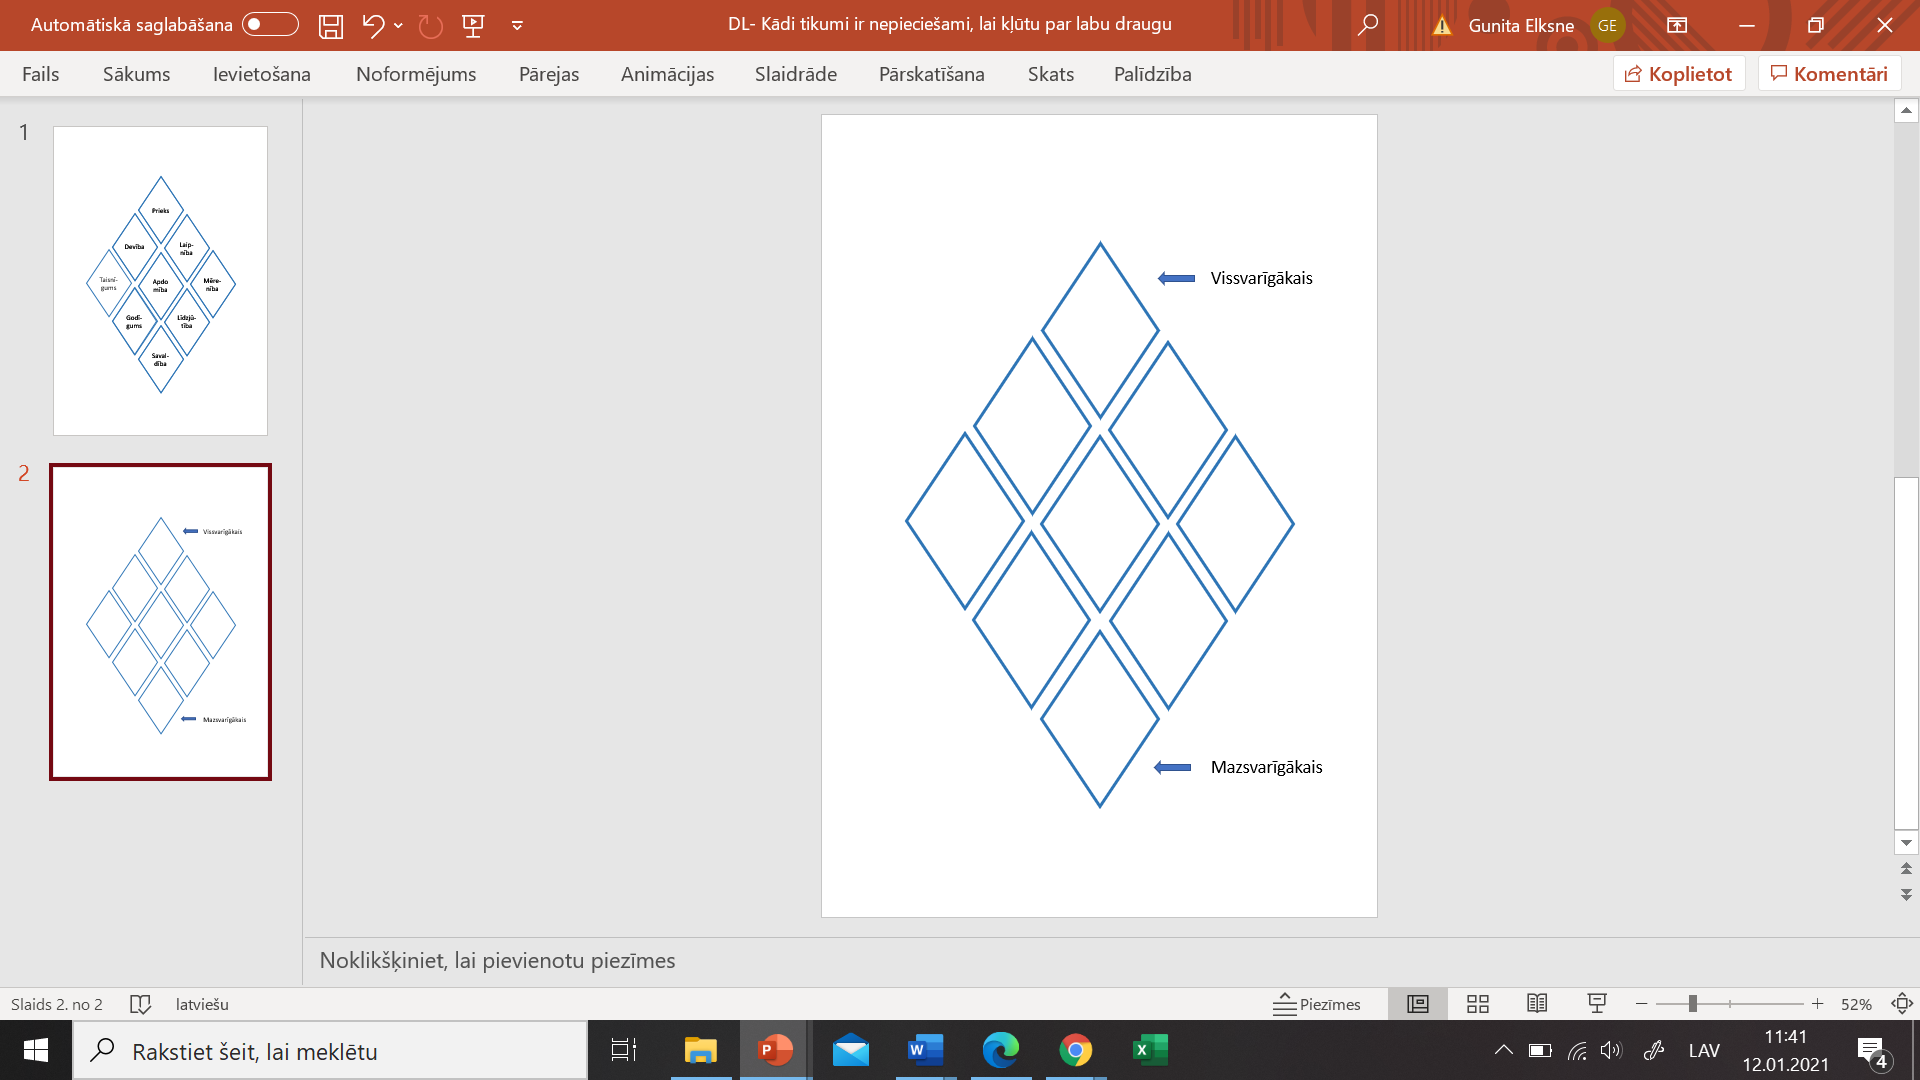 Automātiskā saglabāšana
DL- Kādi tikumi ir nepieciešami, lai kļūtu par labu draugu
Gunita Elksne
GE
Fails Sākums Ievietošana Noformējums Pārejas Animācijas Slaidrāde Pārskatīšana Skats Palīdzība
Koplietot
Komentāri
1
Prieks
Devība
Laip-
nība
Taisnī-
gums
Apdo
mība
Mēre-
nība
Godī-
gums
Līdzjū-
tība
Saval-
dība
2
Vissvarīgākais
Mazsvarīgākais
Vissvarīgākais
Mazsvarīgākais
Noklikšķiniet, lai pievienotu piezīmes
Slaids 2. no 2
latviešu
Piezīmes
52%
Rakstiet šeit, lai meklētu
P
W
X
LAV
11:41
12.01.2021
4